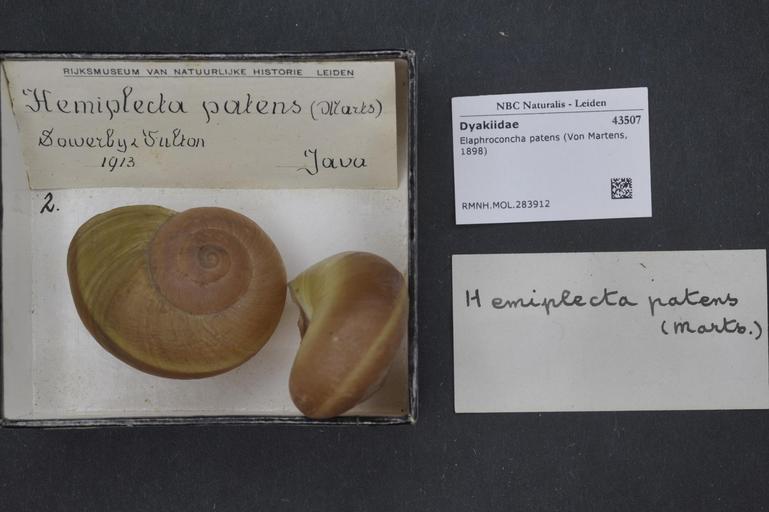 RIJKSMUSEUM VAN NATUURLIJKE HISTORIE LEIDEN
Hemiplecta patens (Marts)
Sowerby & Fulton
1913
Java
2.
NBC Naturalis - Leiden
Dyakiidae 43507
Elaphroconcha patens (Von Martens,
1898)
RMNH.MOL.283912
Hemiplecta patens
(Marts.)